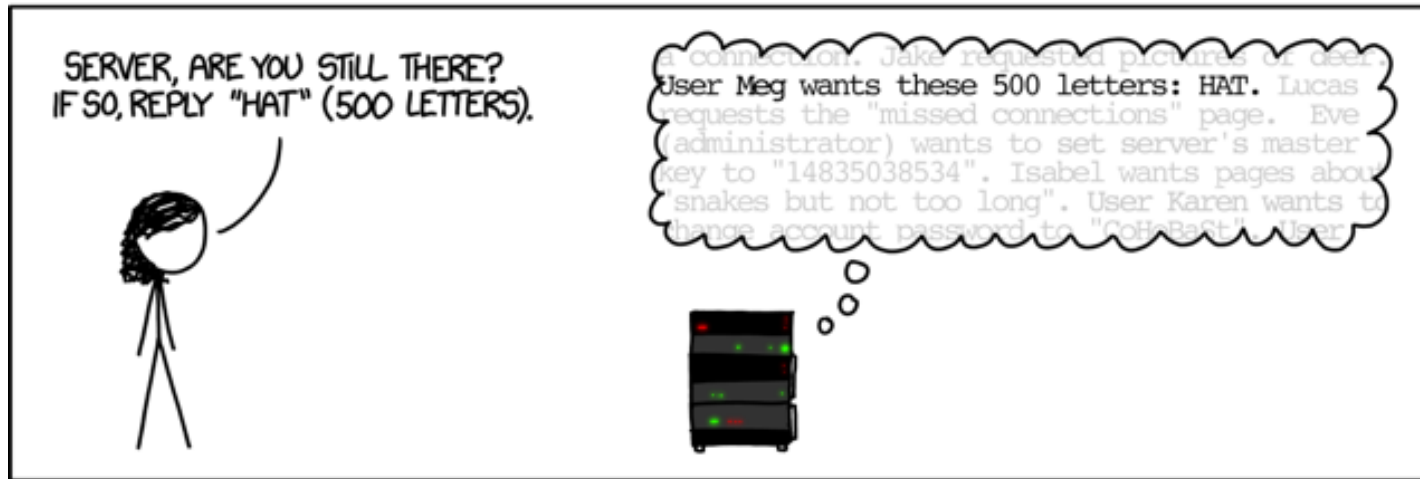 SERVER, ARE YOU STILL THERE?
IF SO, REPLY "HAT" (500 LETTERS).
a connection. Jake requested pictures of deer.
User Meg wants these 500 letters: HAT. Lucas
requests the "missed connections" page. Eve
(administrator) wants to set server's master
key to "14835038534". Isabel wants pages about
"snakes but not too long". User Karen wants to
change account password to "CoHoBaSt". User